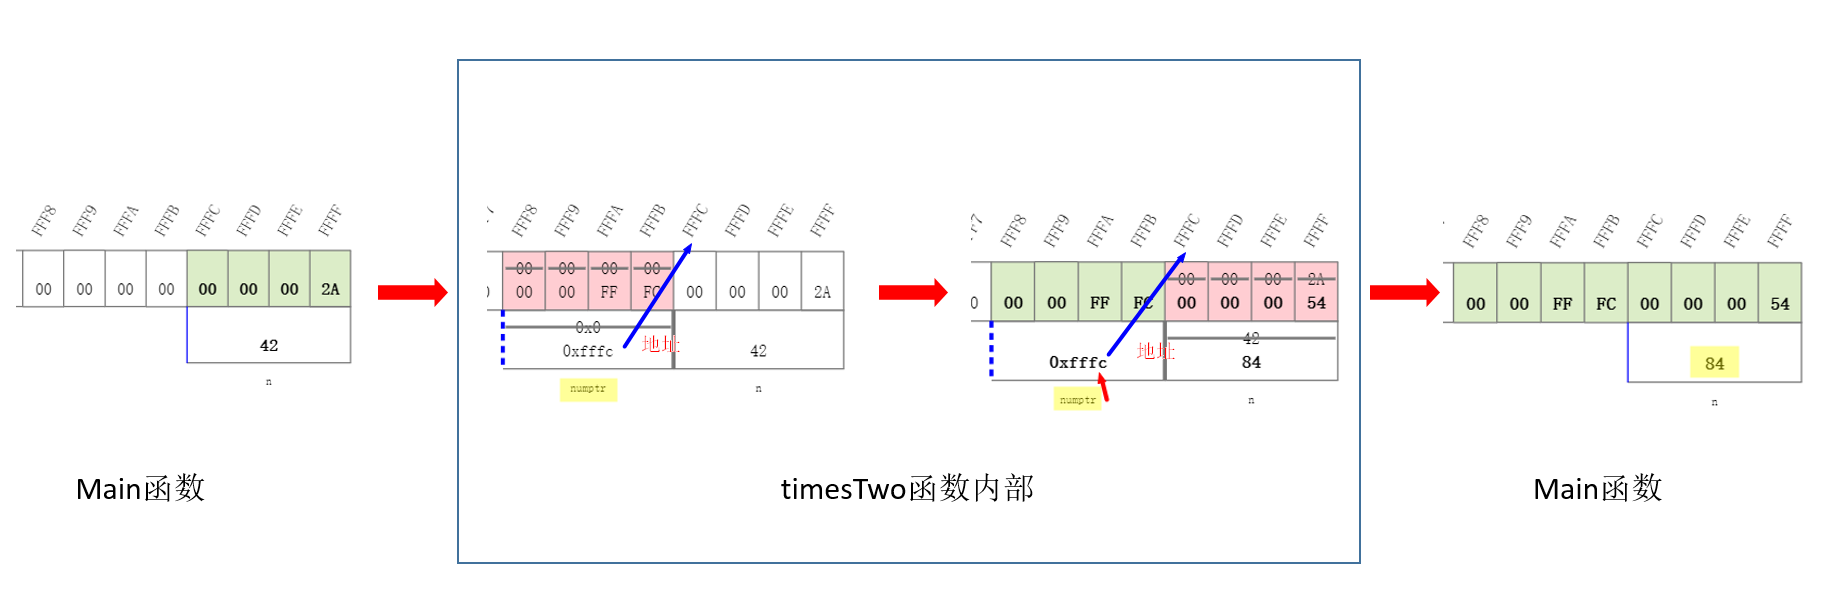 FFF8 FFF9 FFFA FFFB FFFC FFFD FFFE FFFF
00 00 00 00 00 00 00 2A
42
n
Main函数
F7 FFF8 FFF9 FFFA FFFB FFFC FFFD FFFE FFFF
00 00 00 00
00 00 FF FC 00 00 00 2A
0x0
0xfffc 地址 42
numptr n
F7 FFF8 FFF9 FFFA FFFB FFFC FFFD FFFE FFFF
00 00 00 2A
0 00 00 FF FC 00 00 00 54
42
0xfffc 地址 84
numptr n
timesTwo函数内部
FFF8 FFF9 FFFA FFFB FFFC FFFD FFFE FFFF
00 00 FF FC 00 00 00 54
84
n
Main函数